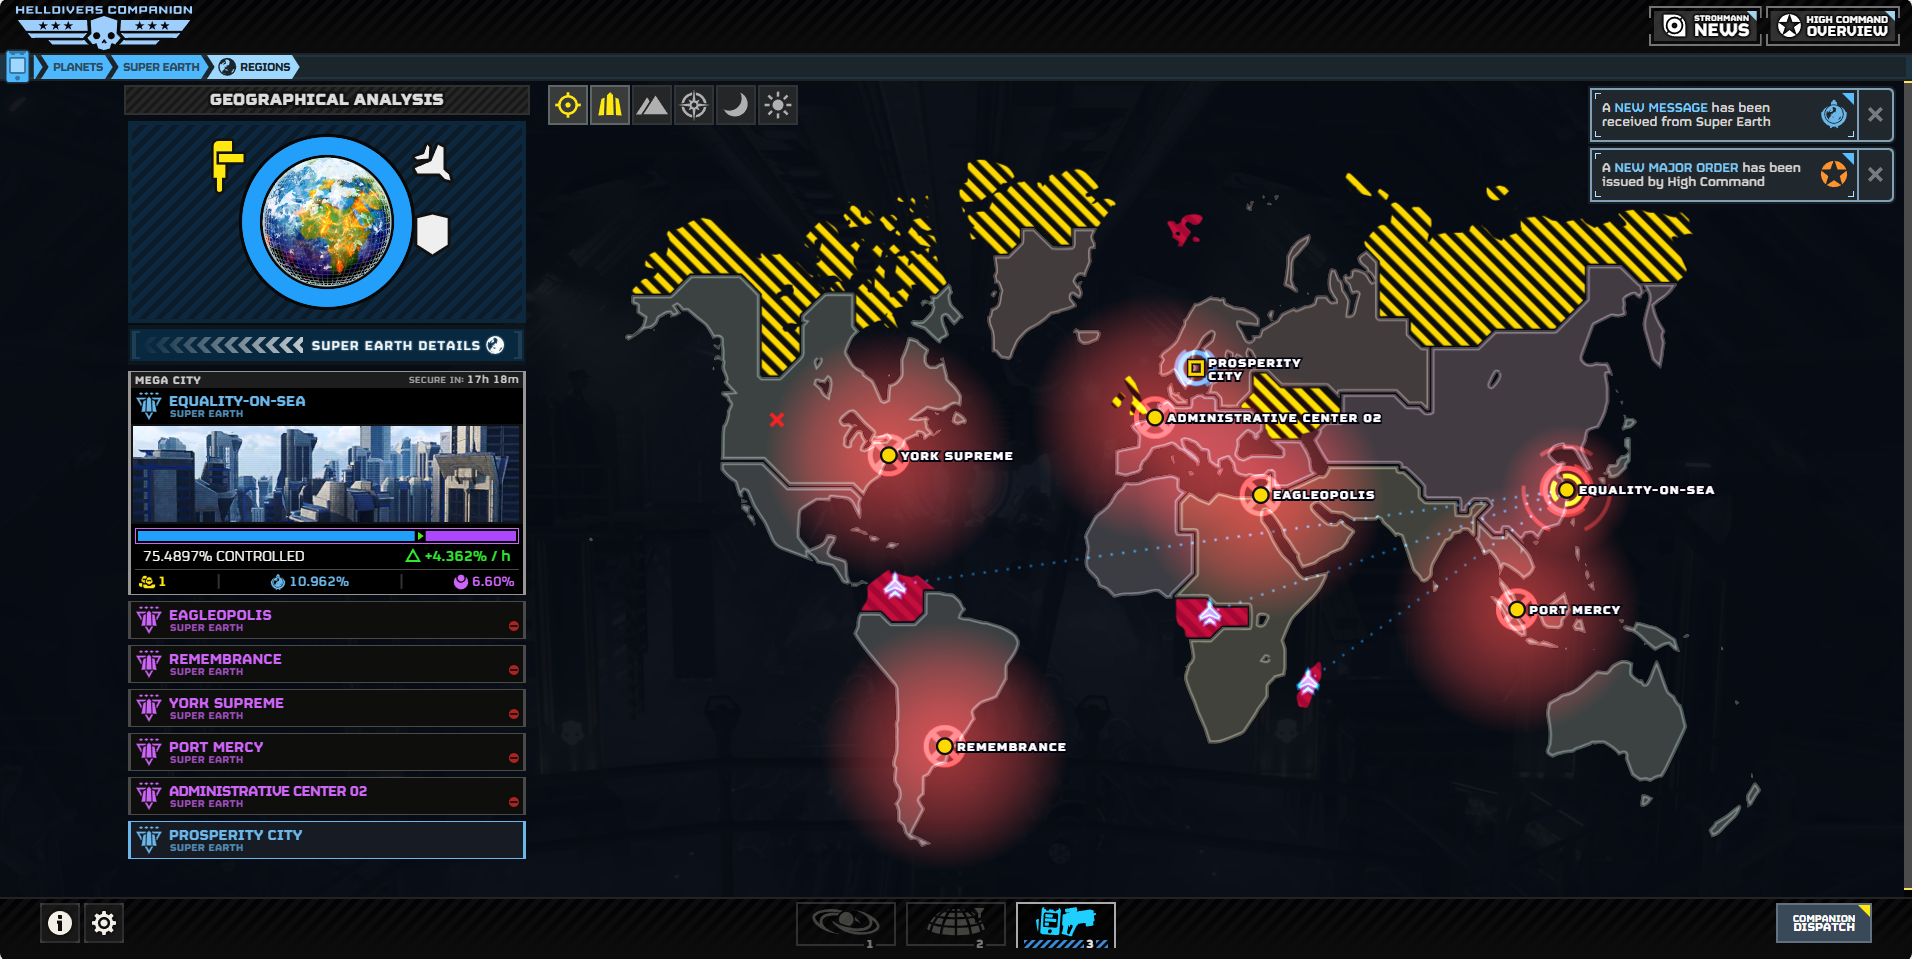 HELLDIVERS COMPANION
STROHMANN
NEWS
HIGH COMMAND
OVERVIEW
PLANETS
SUPER EARTH
REGIONS
GEOGRAPHICAL ANALYSIS
A NEW MESSAGE has been
received from Super Earth
A NEW MAJOR ORDER has been
issued by High Command
SUPER EARTH DETAILS
MEGA CITY
SECURE IN: 17h 18m
EQUALITY-ON-SEA
SUPER EARTH
75.4897% CONTROLLED
+4.362% / h
1
10.962%
6.60%
EAGLEOPOLIS
SUPER EARTH
REMEMBRANCE
SUPER EARTH
YORK SUPREME
SUPER EARTH
PORT MERCY
SUPER EARTH
ADMINISTRATIVE CENTER 02
SUPER EARTH
PROSPERITY CITY
SUPER EARTH
PROSPERITY
CITY
ADMINISTRATIVE CENTER 02
YORK SUPREME
EAGLEOPOLIS
EQUALITY-ON-SEA
PORT MERCY
REMEMBRANCE
1
2
3
COMPANION
DISPATCH